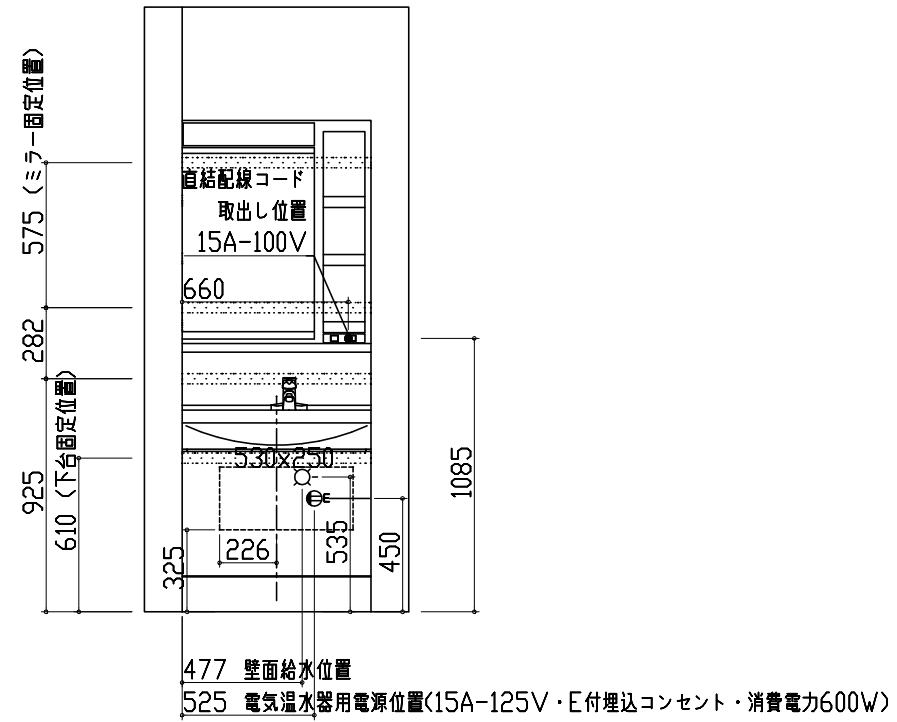 575 (ミラー固定位置)
直結配線コード
取出し位置
15A-100V
660
282
925
610 (下台固定位置)
1085
530x250
E
535
450
226
325
477 壁面給水位置
525 電気温水器用電源位置(15A-125V・E付埋込コンセント・消費電力600W)